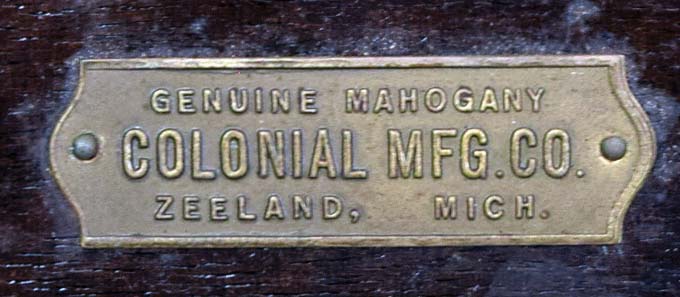 GENUINE MAHOGANY
COLONIAL MFG. CO.
ZEELAND, MICH.